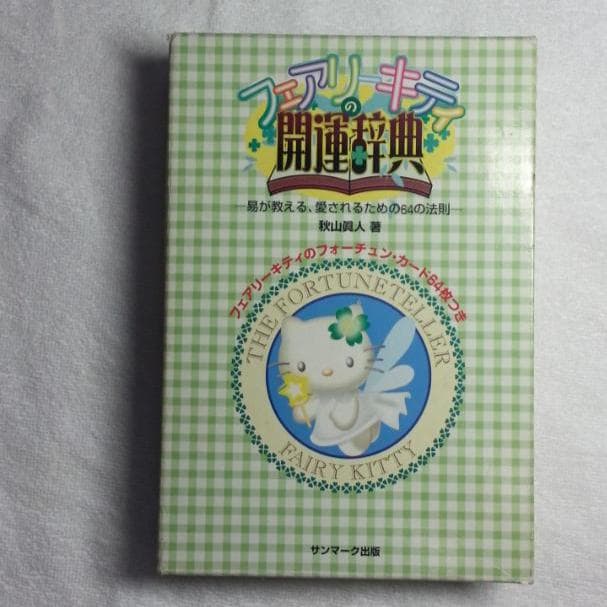 フェアリーキティ
の
開運辞典
易が教える、愛されるための64の法則
秋山眞人 著
フェアリーキティのフォーチュン・カード64枚つき
THE FORTUNETELLER
FAIRY KITTY
サンマーク出版